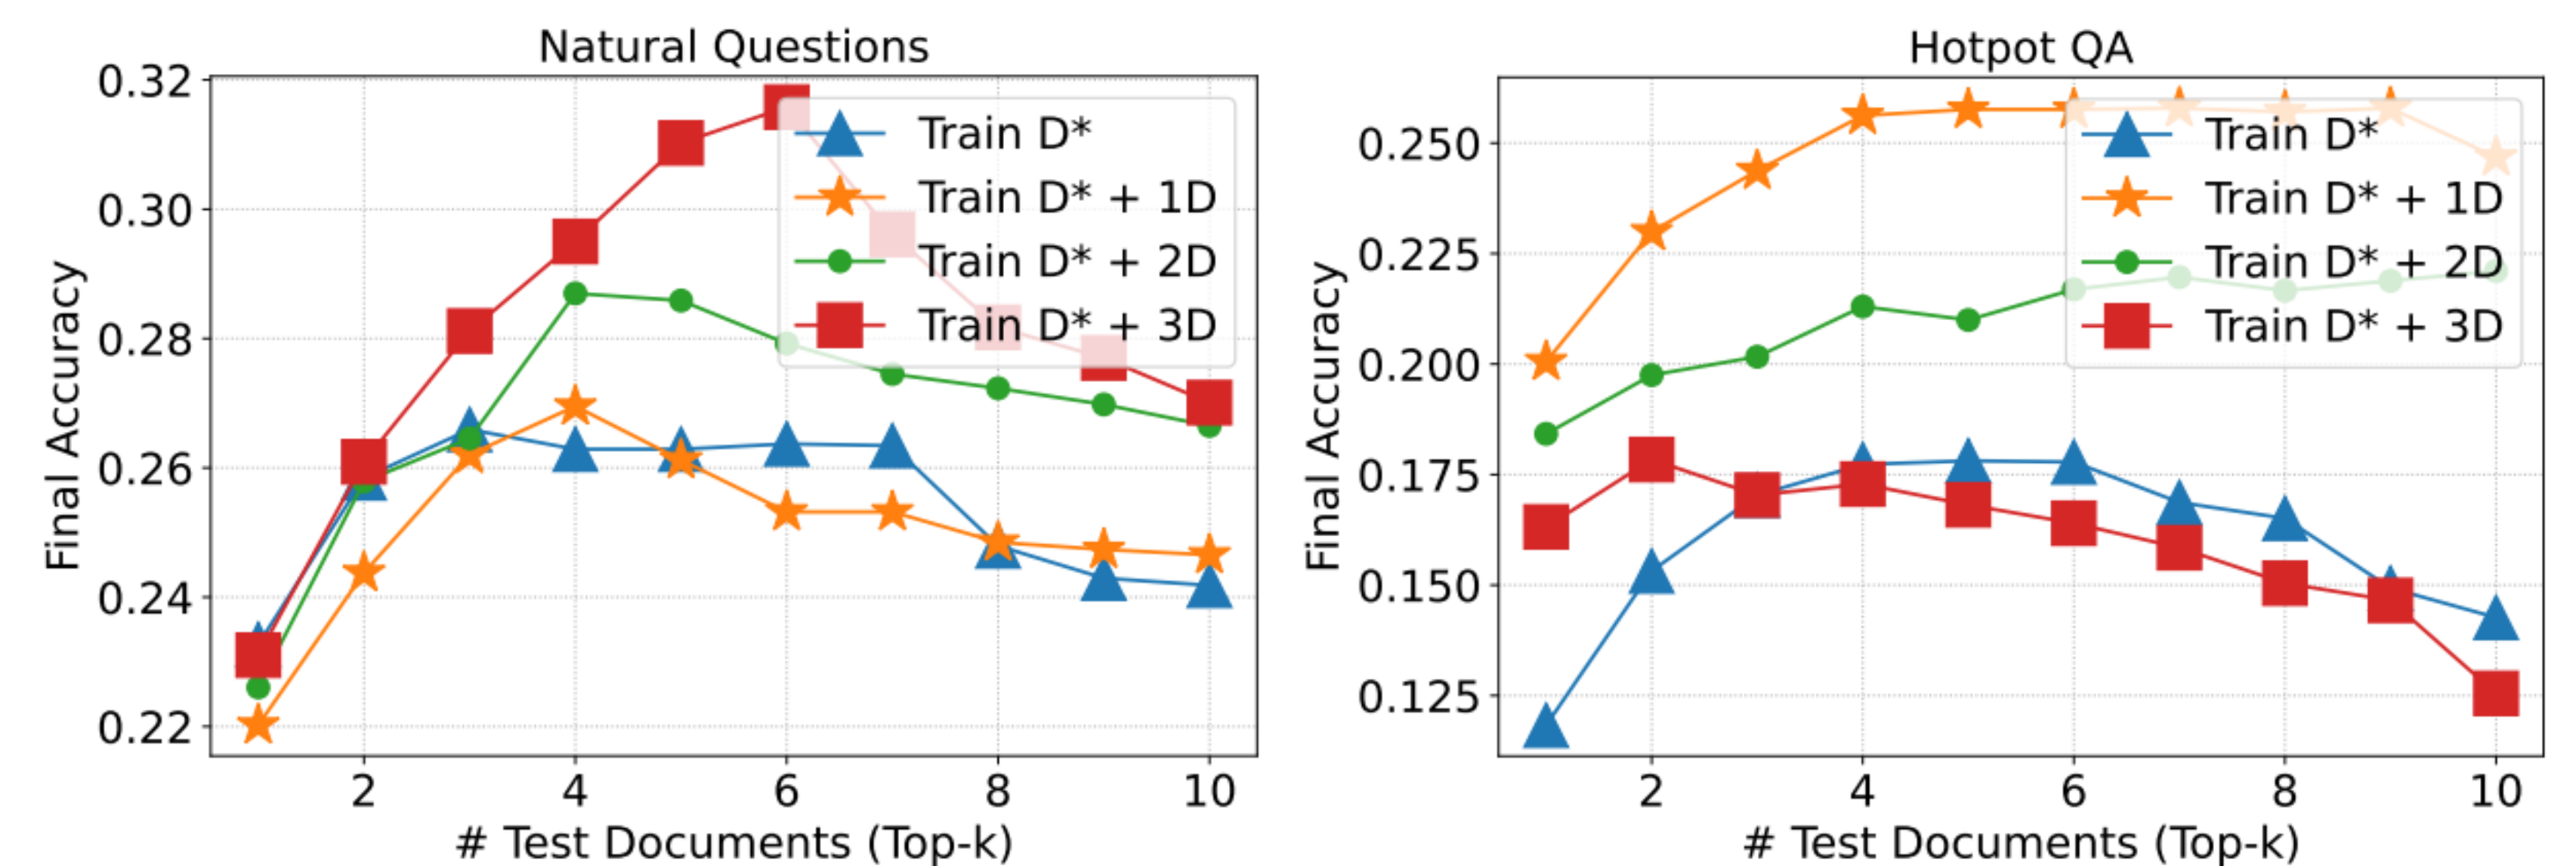 Natural Questions
0.32
0.30
0.28
0.26
0.24
0.22
Final Accuracy
2 4 6 8 10
# Test Documents (Top-k)
Train D*
Train D* + 1D
Train D* + 2D
Train D* + 3D
Hotpot QA
0.250
0.225
0.200
0.175
0.150
0.125
Final Accuracy
2 4 6 8 10
# Test Documents (Top-k)
Train D*
Train D* + 1D
Train D* + 2D
Train D* + 3D